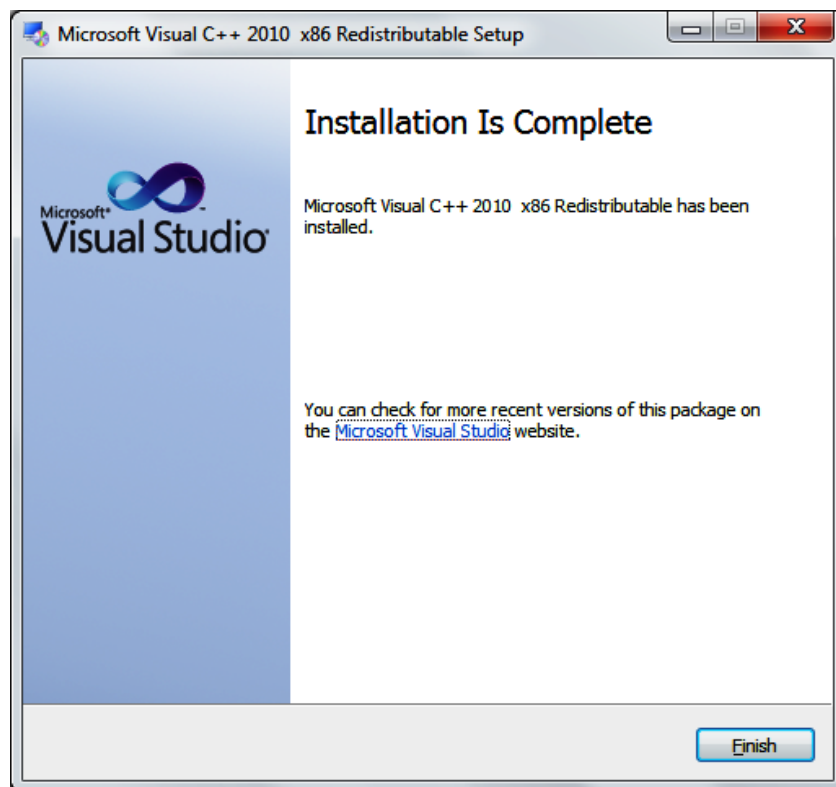 Microsoft Visual C++ 2010  x86 Redistributable Setup
Installation Is Complete
Microsoft®
Visual Studio®
Microsoft Visual C++ 2010  x86 Redistributable has been
installed.
You can check for more recent versions of this package on
the Microsoft Visual Studio website.
Finish